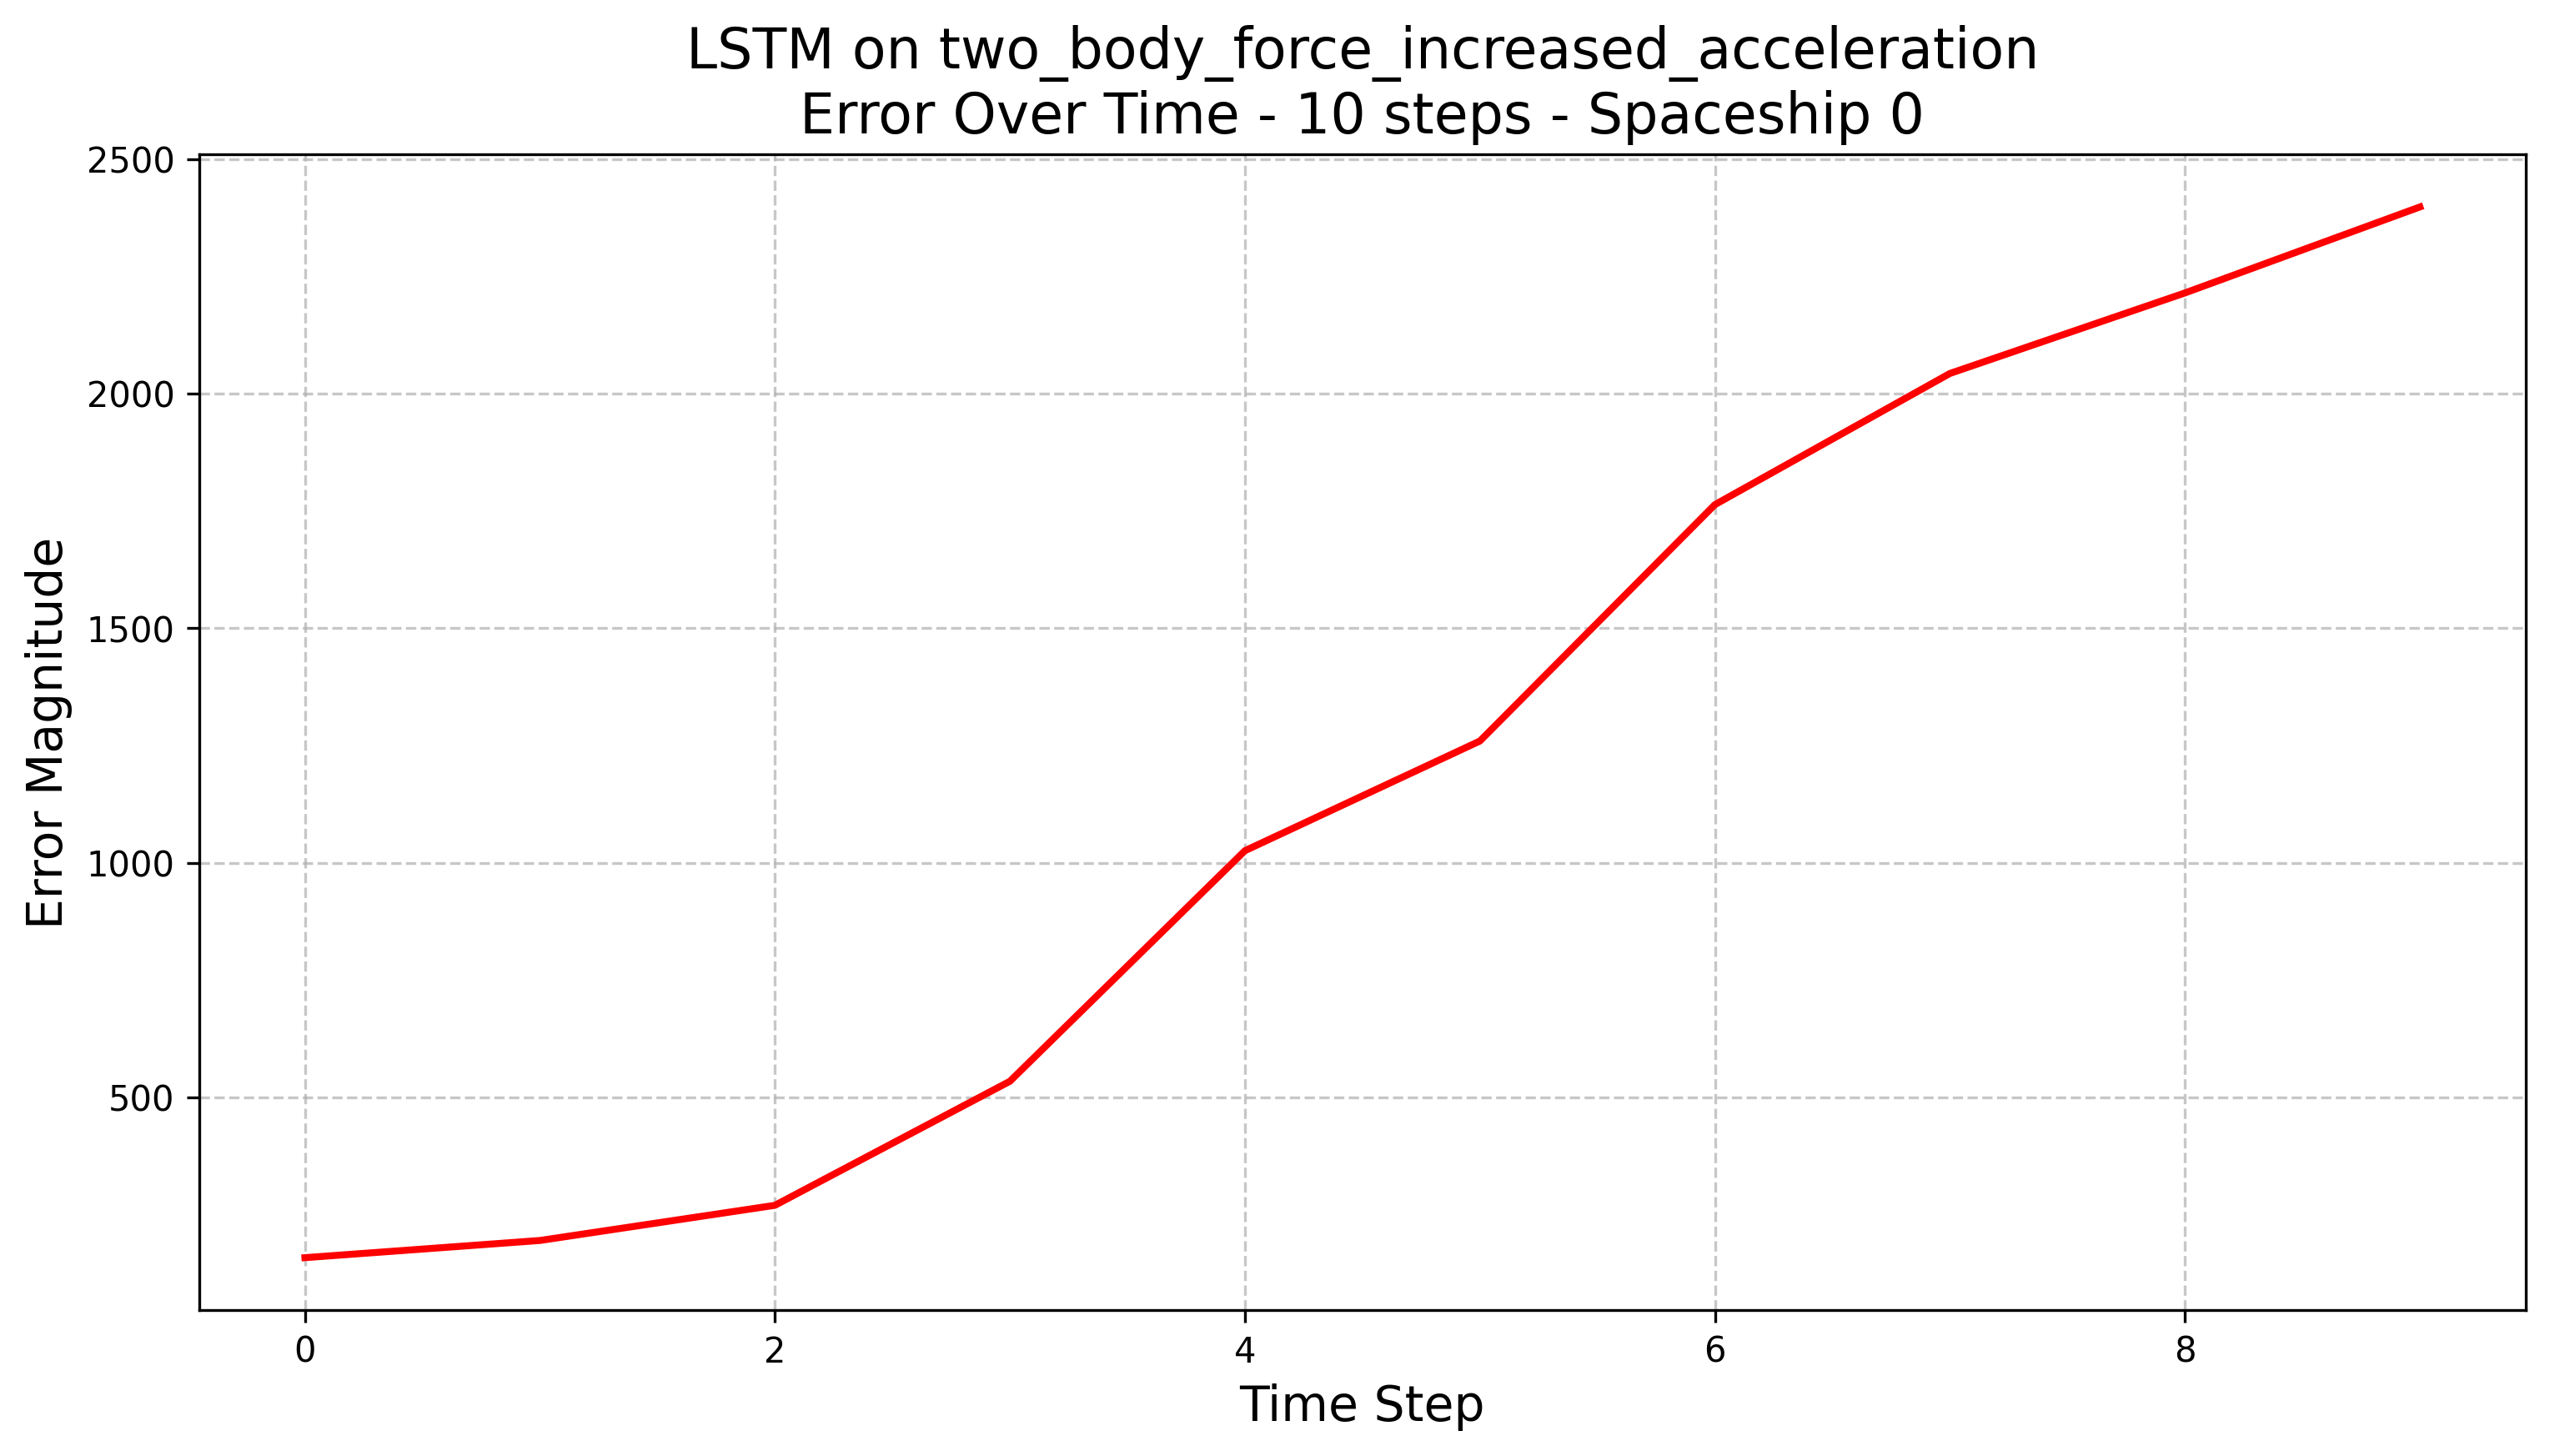 LSTM on two_body_force_increased_acceleration
Error Over Time - 10 steps - Spaceship 0
Error Magnitude
2500
2000
1500
1000
500
0 2 4 6 8
Time Step